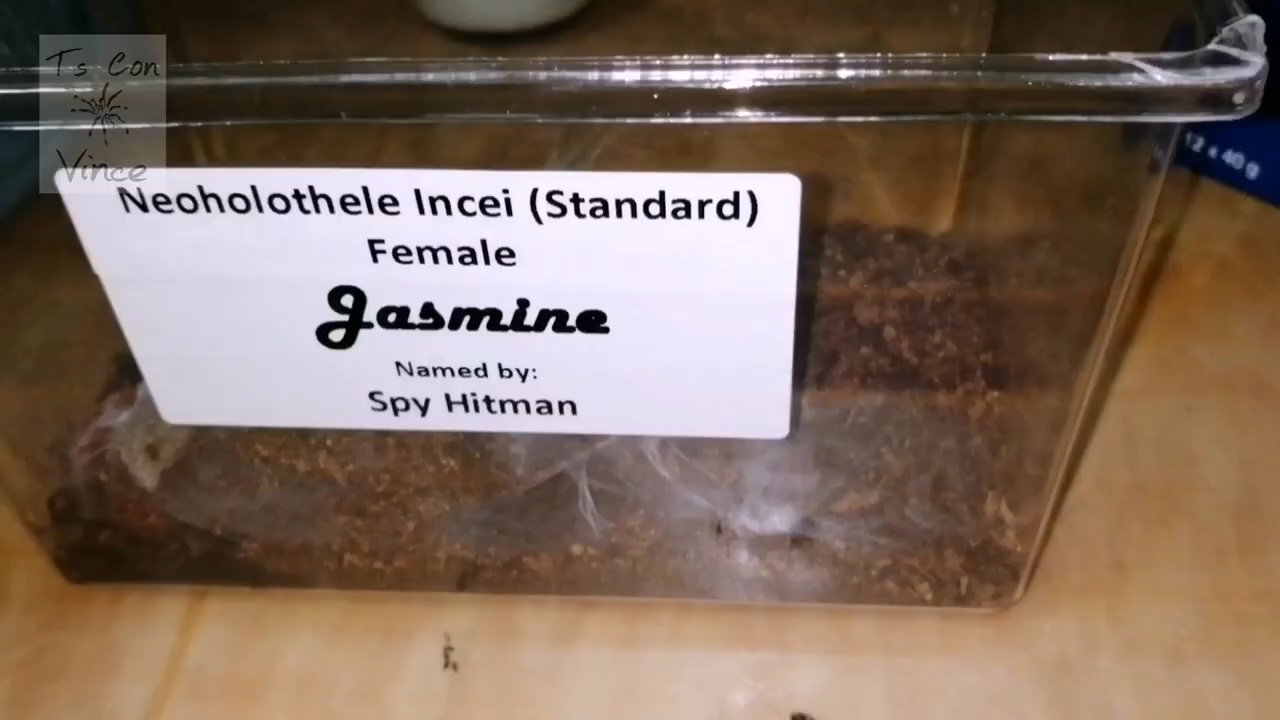 Ts Con
Vince
Neoholothele Incei (Standard)
Female
Jasmine
Named by:
Spy Hitman
12 x 40 g